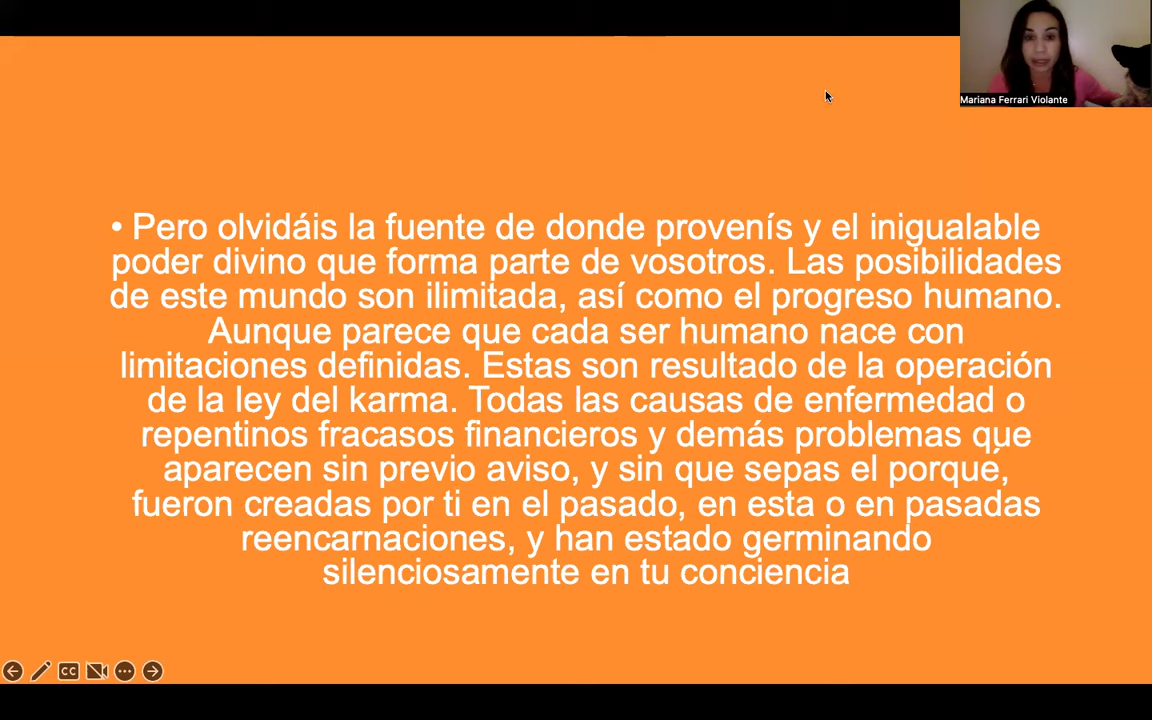 Mariana Ferrari Violante
• Pero olvidáis la fuente de donde provenís y el inigualable
poder divino que forma parte de vosotros. Las posibilidades
de este mundo son ilimitada, así como el progreso humano.
Aunque parece que cada ser humano nace con
limitaciones definidas. Estas son resultado de la operación
de la ley del karma. Todas las causas de enfermedad o
repentinos fracasos financieros y demás problemas que
aparecen sin previo aviso, y sin que sepas el porqué,
fueron creadas por ti en el pasado, en esta o en pasadas
reencarnaciones, y han estado germinando
silenciosamente en tu conciencia
CC